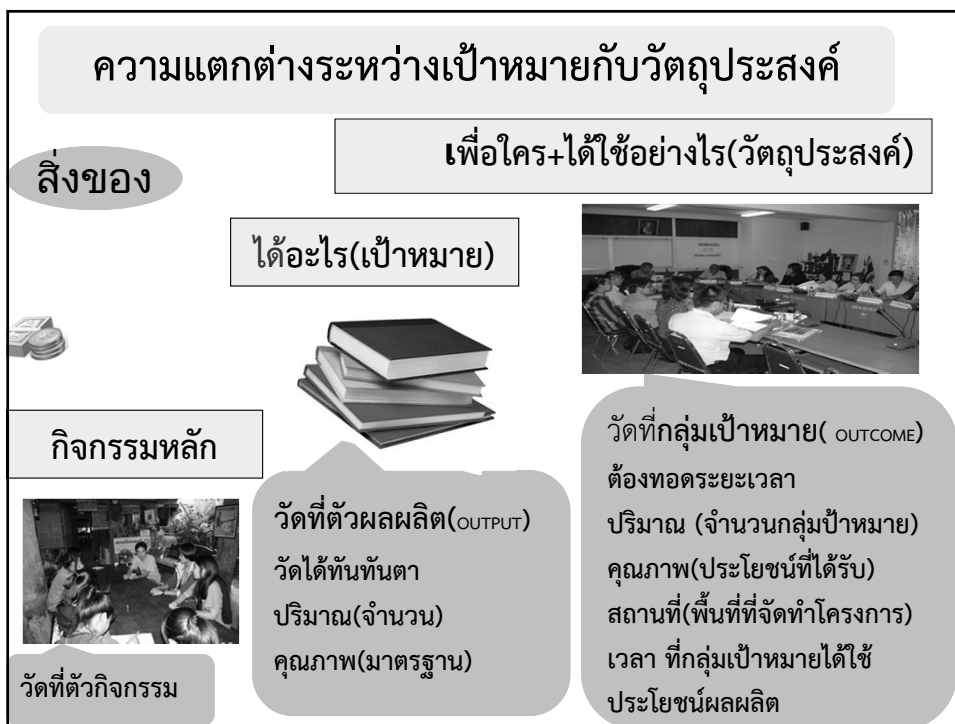 ความแตกต่างระหว่างเป้าหมายกับวัตถุประสงค์
เพื่อใคร+ได้ใช้อย่างไร(วัตถุประสงค์)
สิ่งของ
ได้อะไร(เป้าหมาย)
กิจกรรมหลัก
วัดที่ตัวกิจกรรม
วัดที่ตัวผลผลิต(OUTPUT)
วัดได้ทันทันตา
ปริมาณ(จำนวน)
คุณภาพ(มาตรฐาน)
วัดที่กลุ่มเป้าหมาย( OUTCOME)
ต้องทอดระยะเวลา
ปริมาณ (จำนวนกลุ่มป้าหมาย)
คุณภาพ(ประโยชน์ที่ได้รับ)
สถานที่(พื้นที่ที่จัดทำโครงการ)
เวลา ที่กลุ่มเป้าหมายได้ใช้
ประโยชน์ผลผลิต